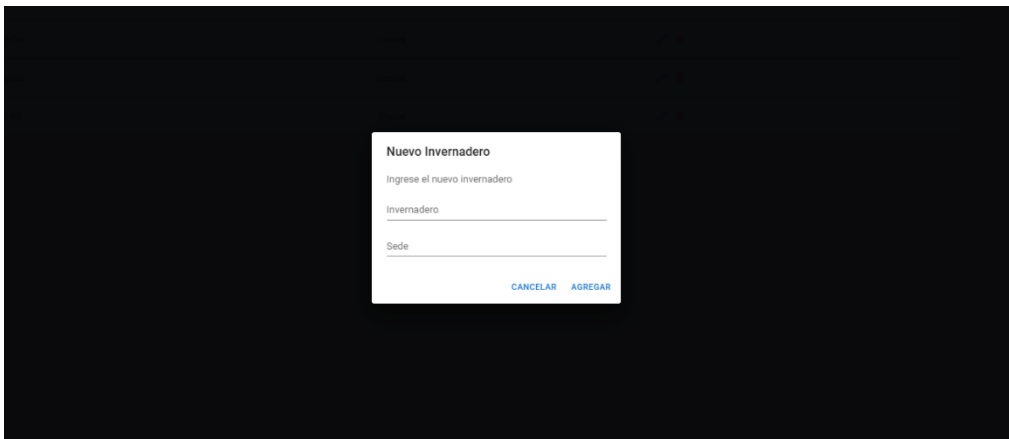 Nuevo Invernadero
Ingrese el nuevo invernadero
Invernadero
Sede
CANCELAR AGREGAR